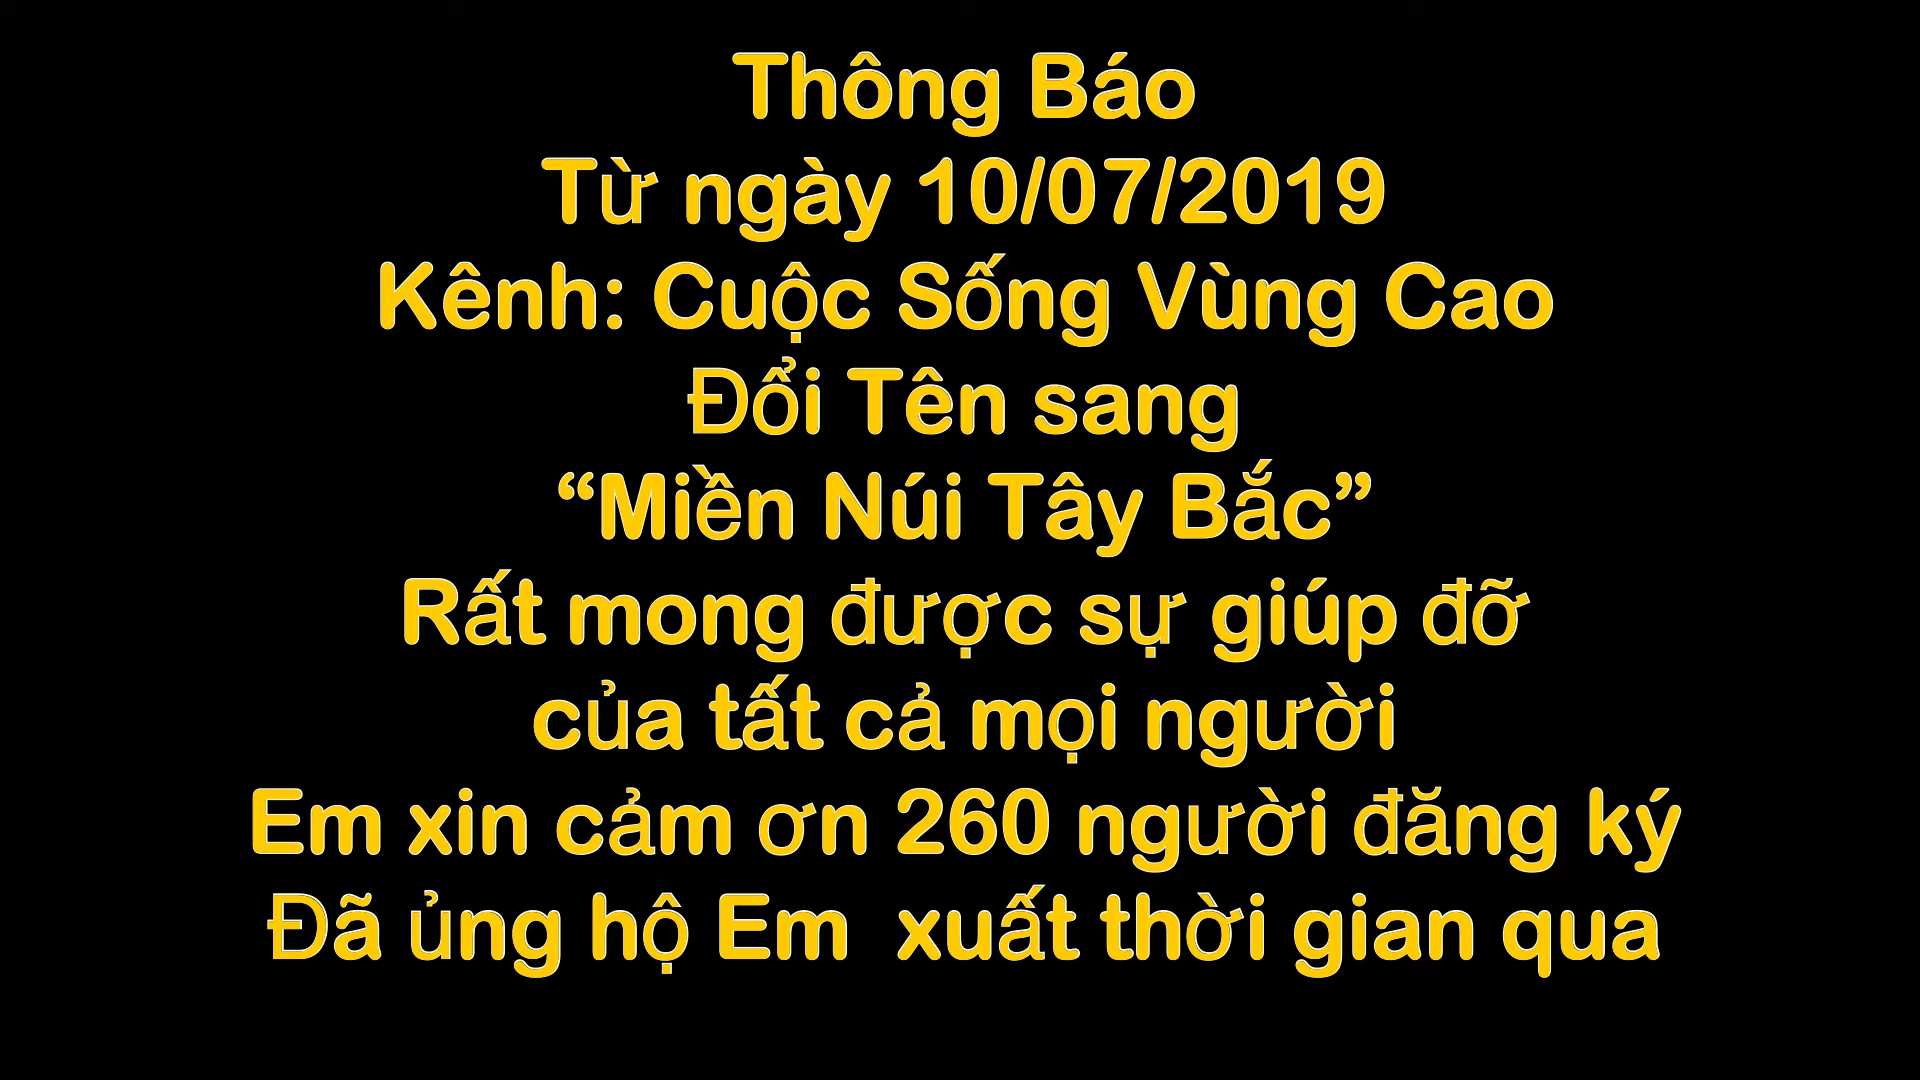 Thông Báo
Từ ngày 10/07/2019
Kênh: Cuộc Sống Vùng Cao
Đổi Tên sang
“Miền Núi Tây Bắc”
Rất mong được sự giúp đỡ
của tất cả mọi người
Em xin cảm ơn 260 người đăng ký
Đã ủng hộ Em  xuất thời gian qua